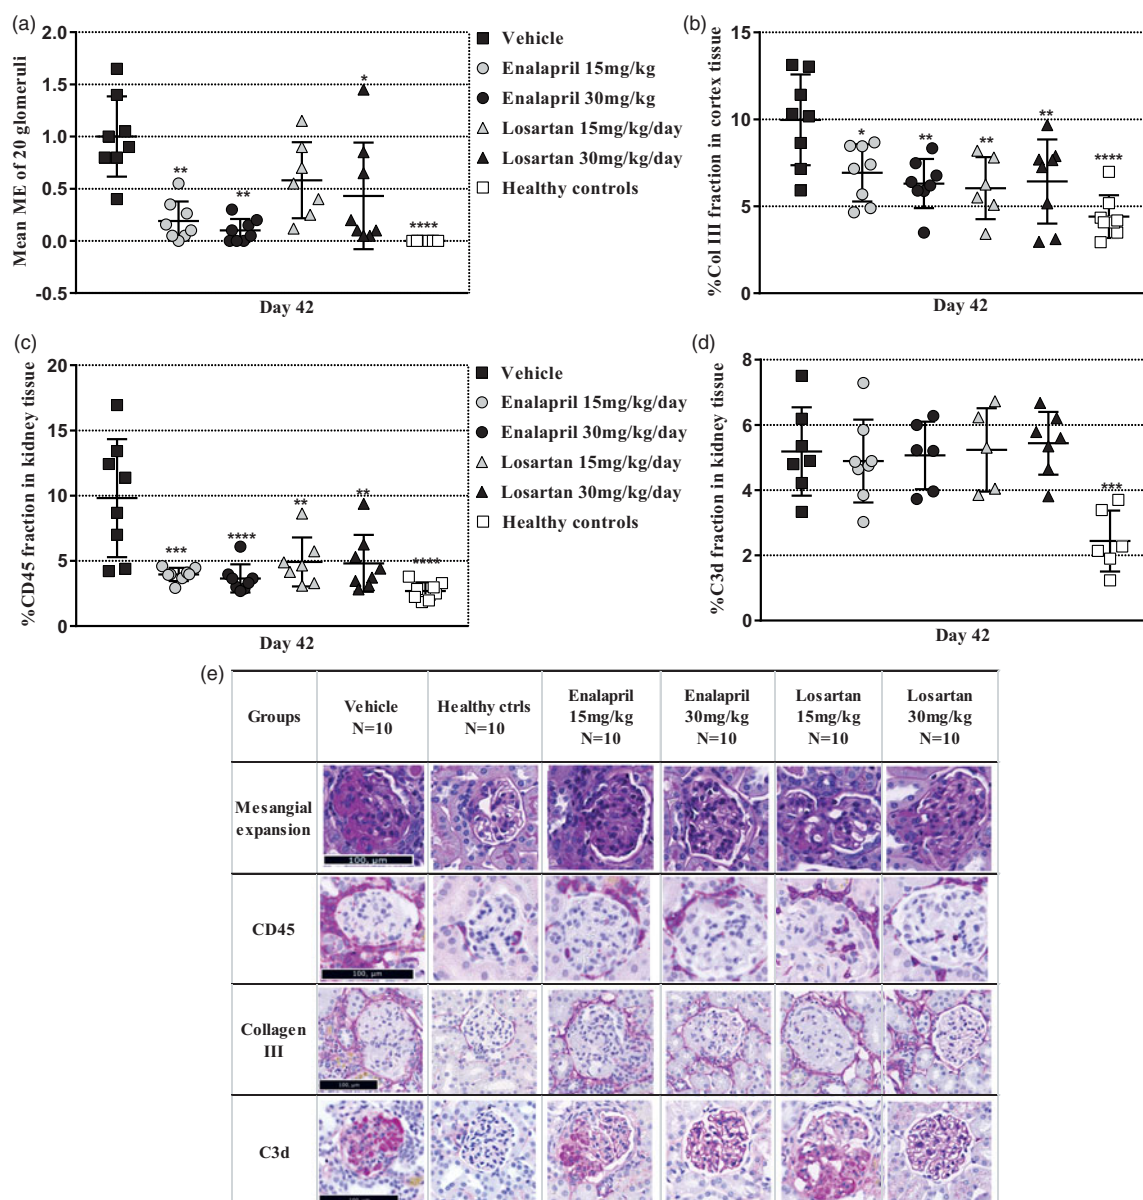 (a)
Mean ME of 20 glomeruli
2.0
1.5
1.0
0.5
0.0
-0.5
**
**
*
****
Day 42
Vehicle
Enalapril 15mg/kg
Enalapril 30mg/kg
Losartan 15mg/kg/day
Losartan 30mg/kg/day
Healthy controls
(b)
%Col III fraction in cortex tissue
15
10
5
0
*
**
**
**
****
Day 42
(c)
%CD45 fraction in kidney tissue
20
15
10
5
0
***
****
**
**
****
Day 42
Vehicle
Enalapril 15mg/kg/day
Enalapril 30mg/kg/day
Losartan 15mg/kg/day
Losartan 30mg/kg/day
Healthy controls
(d)
%C3d fraction in kidney tissue
8
6
4
2
0
***
Day 42
(e)
Groups
Vehicle
N=10
Healthy ctrls
N=10
Enalapril
15mg/kg
N=10
Enalapril
30mg/kg
N=10
Losartan
15mg/kg
N=10
Losartan
30mg/kg
N=10
Mesangial
expansion
100, µm
CD45
100, µm
Collagen
III
100, µm
C3d